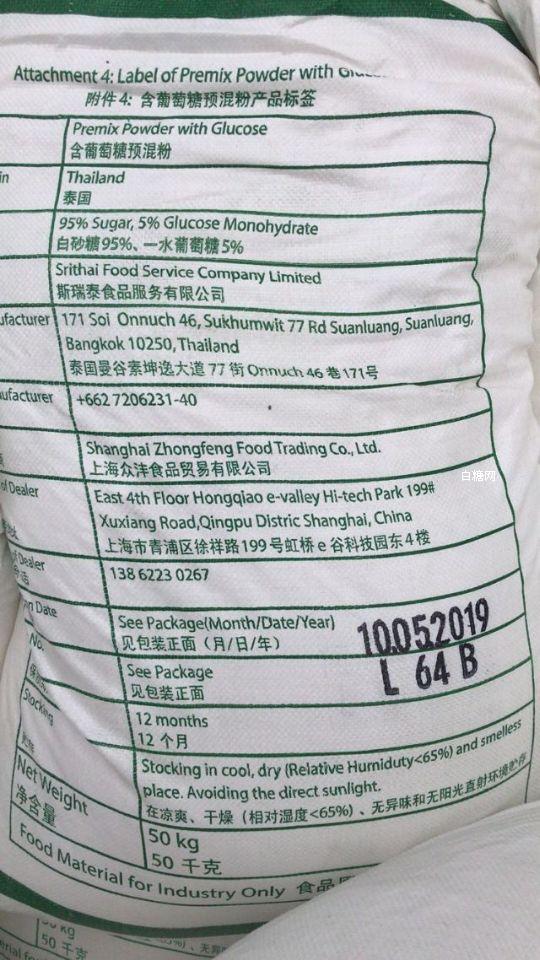 Attachment 4: Label of Premix Powder with
附件 4: 含葡萄糖预混粉产品标签
Premix Powder with Glucose
含葡萄糖预混粉
Thailand
泰国
95% Sugar, 5% Glucose Monohydrate
白砂糖95%、一水葡萄糖5%
Srithai Food Service Company Limited
斯瑞泰食品服务有限公司
ufacturer
171 Soi Onnuch 46, Sukhumwit 77 Rd Suanluang, Suanluang,
Bangkok 10250, Thailand
泰国曼谷素坤逸大道 77 街 Onnuch 46 巷 171号
ufacturer
+662 7206231-40
Shanghai Zhongfeng Food Trading Co., Ltd.
上海众沣食品贸易有限公司
白糖网
of Dealer
East 4th Floor Hongqiao e-valley Hi-tech Park 199#
Xuxiang Road,Qingpu Distric Shanghai, China
上海市青浦区徐祥路199号虹桥 e 谷科技园东4楼
of Dealer
138 6223 0267
Date
See Package(Month/Date/Year)
见包装正面（月/日/年）
10.05.2019
No.
See Package
见包装正面
L 64 B
12 months
12 个月
Stocking
Stocking in cool, dry (Relative Hurniduty<65%) and smelless
place. Avoiding the direct sunlight.
在凉爽、干燥（相对湿度<65%）、无异味和无阳光直射环境贮存
Net Weight
净含量
50 kg
50 千克
Food Material for Industry Only 食品
50 kg
50 千克